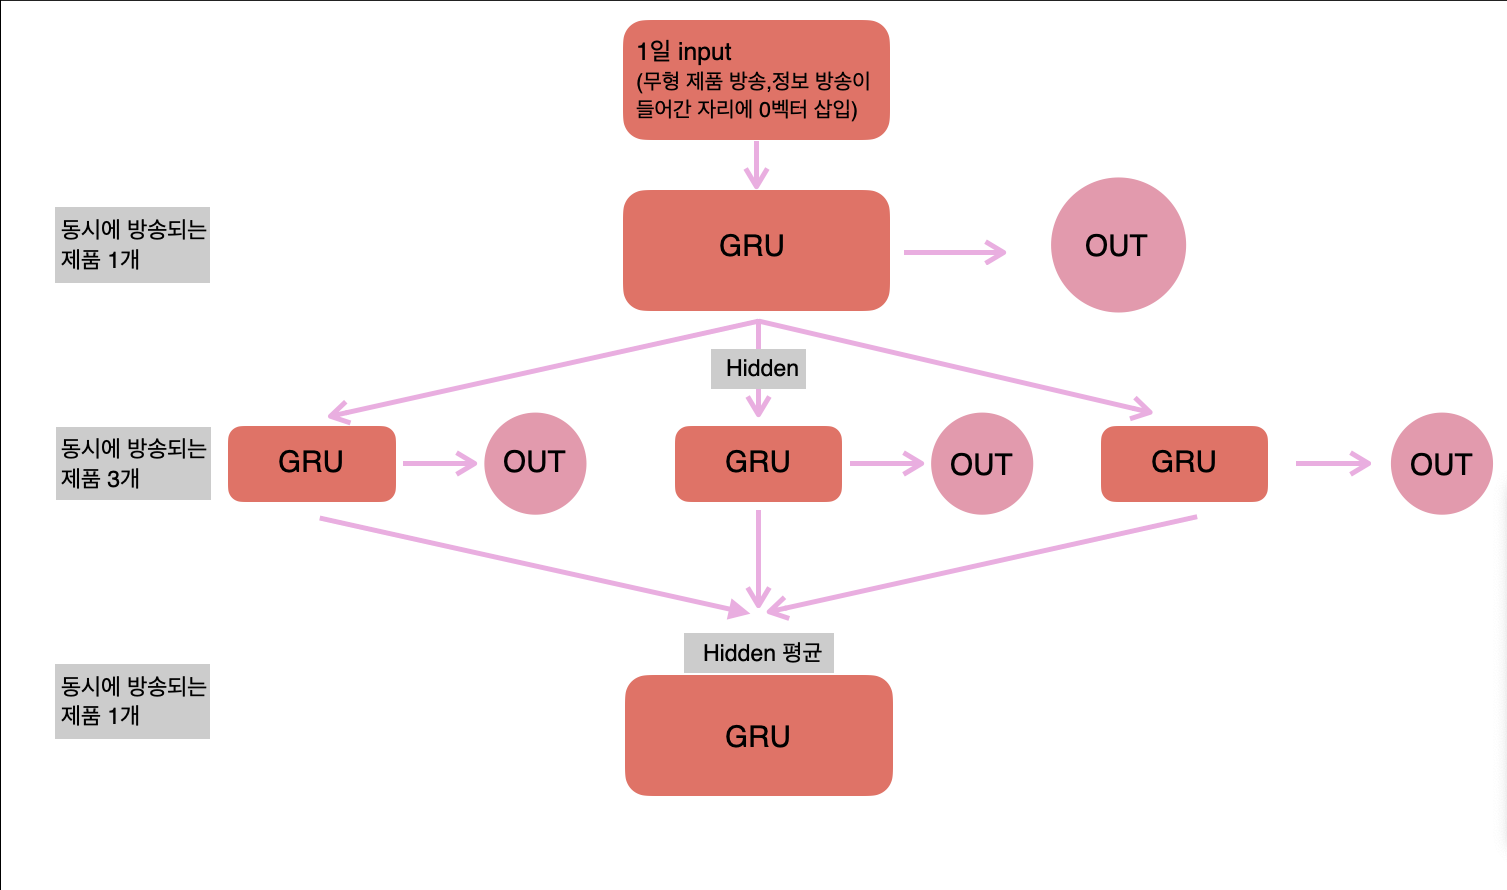 1일 input
(무형 제품 방송,정보 방송이
들어간 자리에 0벡터 삽입)
동시에 방송되는
제품 1개
GRU
OUT
Hidden
동시에 방송되는
제품 3개
GRU
OUT
GRU
OUT
GRU
OUT
Hidden 평균
동시에 방송되는
제품 1개
GRU